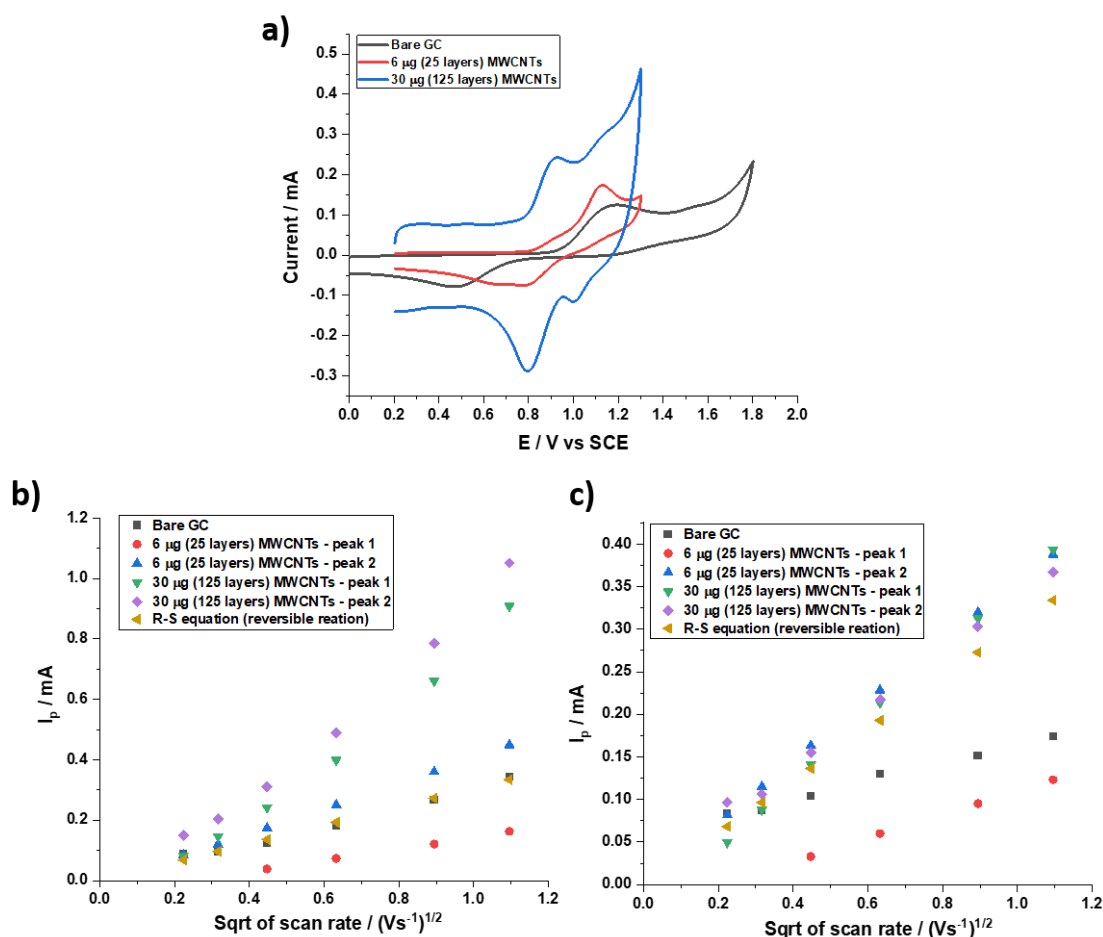 a)
Bare GC
6 µg (25 layers) MWCNTs
30 µg (125 layers) MWCNTs
0.5
0.4
0.3
0.2
0.1
0.0
-0.1
-0.2
-0.3
Current / mA
0.0 0.2 0.4 0.6 0.8 1.0 1.2 1.4 1.6 1.8 2.0
E / V vs SCE
b)
Bare GC
6 µg (25 layers) MWCNTs - peak 1
6 µg (25 layers) MWCNTs - peak 2
30 µg (125 layers) MWCNTs - peak 1
30 µg (125 layers) MWCNTs - peak 2
R-S equation (reversible reation)
1.2
1.0
0.8
0.6
0.4
0.2
0.0
Ip / mA
0.0 0.2 0.4 0.6 0.8 1.0 1.2
Sqrt of scan rate / (Vs-1)1/2
c)
Bare GC
6 µg (25 layers) MWCNTs - peak 1
6 µg (25 layers) MWCNTs - peak 2
30 µg (125 layers) MWCNTs - peak 1
30 µg (125 layers) MWCNTs - peak 2
R-S equation (reversible reation)
0.40
0.35
0.30
0.25
0.20
0.15
0.10
0.05
0.00
Ip / mA
0.0 0.2 0.4 0.6 0.8 1.0 1.2
Sqrt of scan rate / (Vs-1)1/2